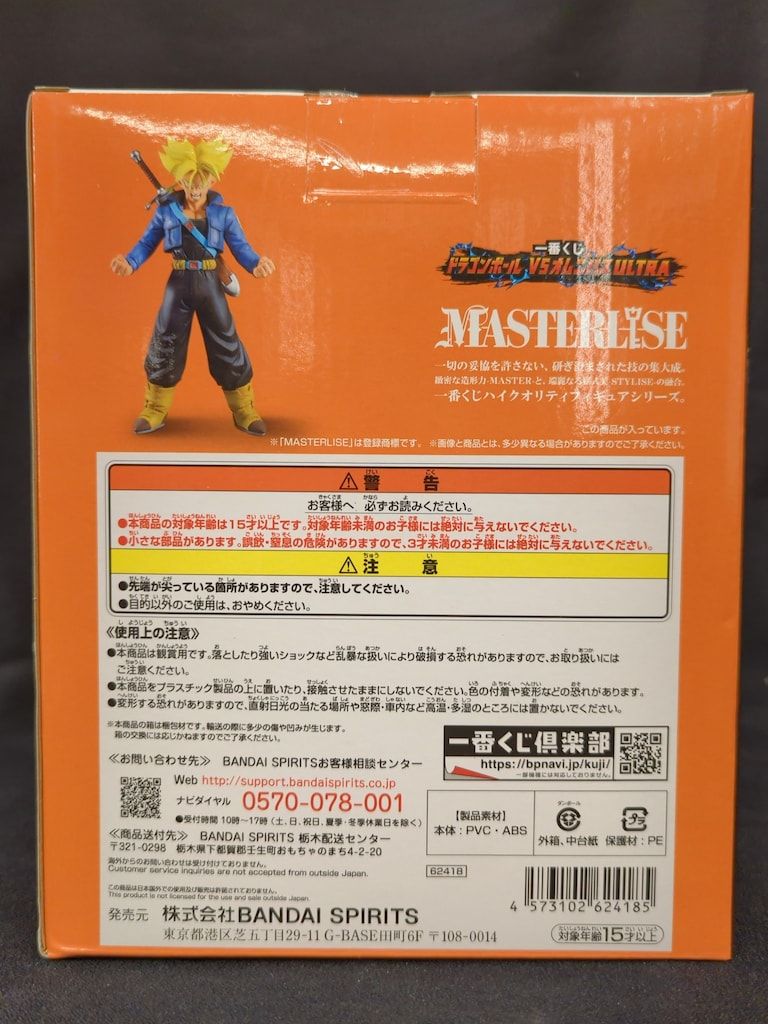 一番くじ
ドラゴンボール VSオムニバスULTRA
MASTERLISE
一切の妥協を許さない、研ぎ澄まされた技の集大成。
緻密な造形力-MASTER-と、端麗なる STYLISE-の融合。
一番くじハイクオリティフィギュアシリーズ。
この商品が入っています。
※「MASTERLISE」は登録商標です。 ※画像と商品とは、多少異なる場合がありますのでご了承ください。
⚠警告
お客様へ 必ずお読みください。
●本商品の対象年齢は15才以上です。対象年齢未満のお子様には絶対に与えないでください。
●小さな部品があります。誤飲・窒息の危険がありますので、3才未満のお子様には絶対に与えないでください。
⚠注意
●先端が尖っている箇所がありますので、注意してください。
●目的以外のご使用は、おやめください。
《使用上の注意》
●本商品は観賞用です。落としたり強いショックなど乱暴な扱いにより破損する恐れがありますので、お取り扱いには
ご注意ください。
●本商品をプラスチック製品の上に置いたり、接触させたままにしないでください。色の付着や変形などの恐れがあります。
●変形する恐れがありますので、直射日光の当たる場所や窓際・車内など高温・多湿のところには置かないでください。
※本商品の箱は梱包材です。輸送の際に多少の傷や凹みが生じます。
箱の交換には応じかねますのでご了承ください。
≪お問い合わせ先≫ BANDAI SPIRITSお客様相談センター
Web http://support.bandaispirits.co.jp
ナビダイヤル 0570-078-001
●受付時間 10時〜17時(土、日、祝日、夏季・冬季休業日を除く)
≪商品送付先≫ BANDAI SPIRITS 栃木配送センター
〒321-0298 栃木県下都賀郡壬生町おもちゃのまち4-2-20
海外からのお問い合わせは受け付けておりません。
Customer service inquiries are not accepted from outside Japan.
この商品は日本国外での使用及び販売は許諾されておりません。
This product is not licensed for the use and sale outside Japan.
発売元 株式会社BANDAI SPIRITS
東京都港区芝五丁目29-11 G-BASE田町6F 〒108-0014
一番くじ倶楽部
https://bpnavi.jp/kuji/
一部機種には対応しておりません。
【製品素材】
本体:PVC・ABS
ダンボール
外箱、中台紙
プラ
保護材:PE
62418
4 573102 624185
対象年齢15才以上